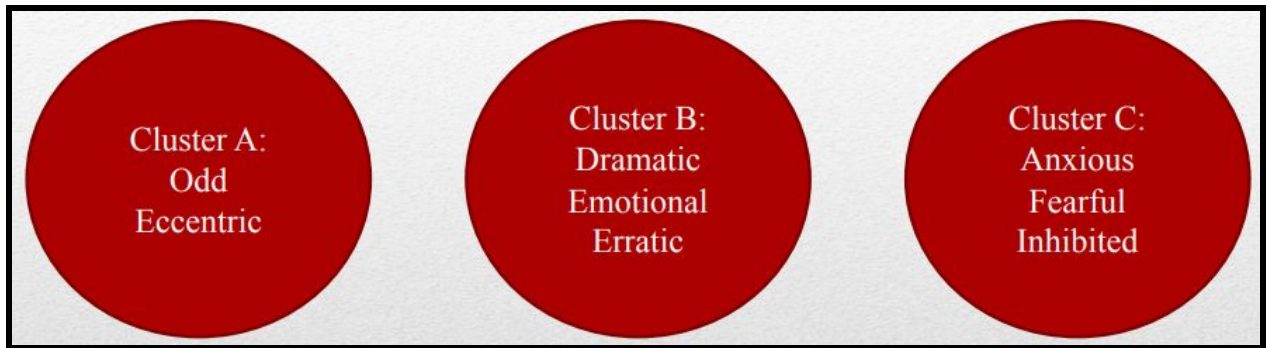 Cluster A:
Odd
Eccentric
Cluster B:
Dramatic
Emotional
Erratic
Cluster C:
Anxious
Fearful
Inhibited